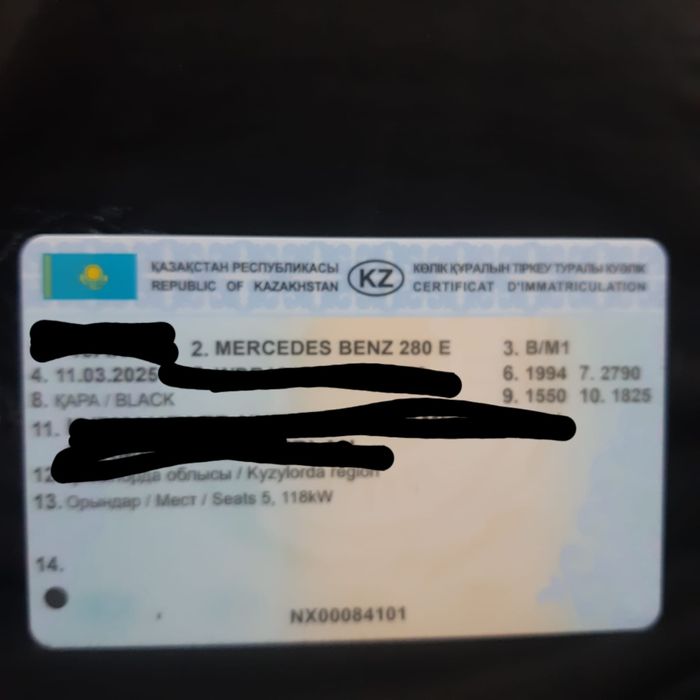 ҚАЗАҚСТАН РЕСПУБЛИКАСЫ KZ КӨЛІК ҚҰРАЛЫН ТІРКЕУ ТУРАЛЫ КУӘЛІК
REPUBLIC OF KAZAKHSTAN CERTIFICAT D'IMMATRICULATION
2. MERCEDES BENZ 280 E 3. B/M1
4. 11.03.2025 6. 1994 7. 2790
8. ҚАРА / BLACK 9. 1550 10. 1825
11.
12. облысы / Kyzylorda region
13. Орындар / Место / Seats 5, 118kW
14.
NX00084101